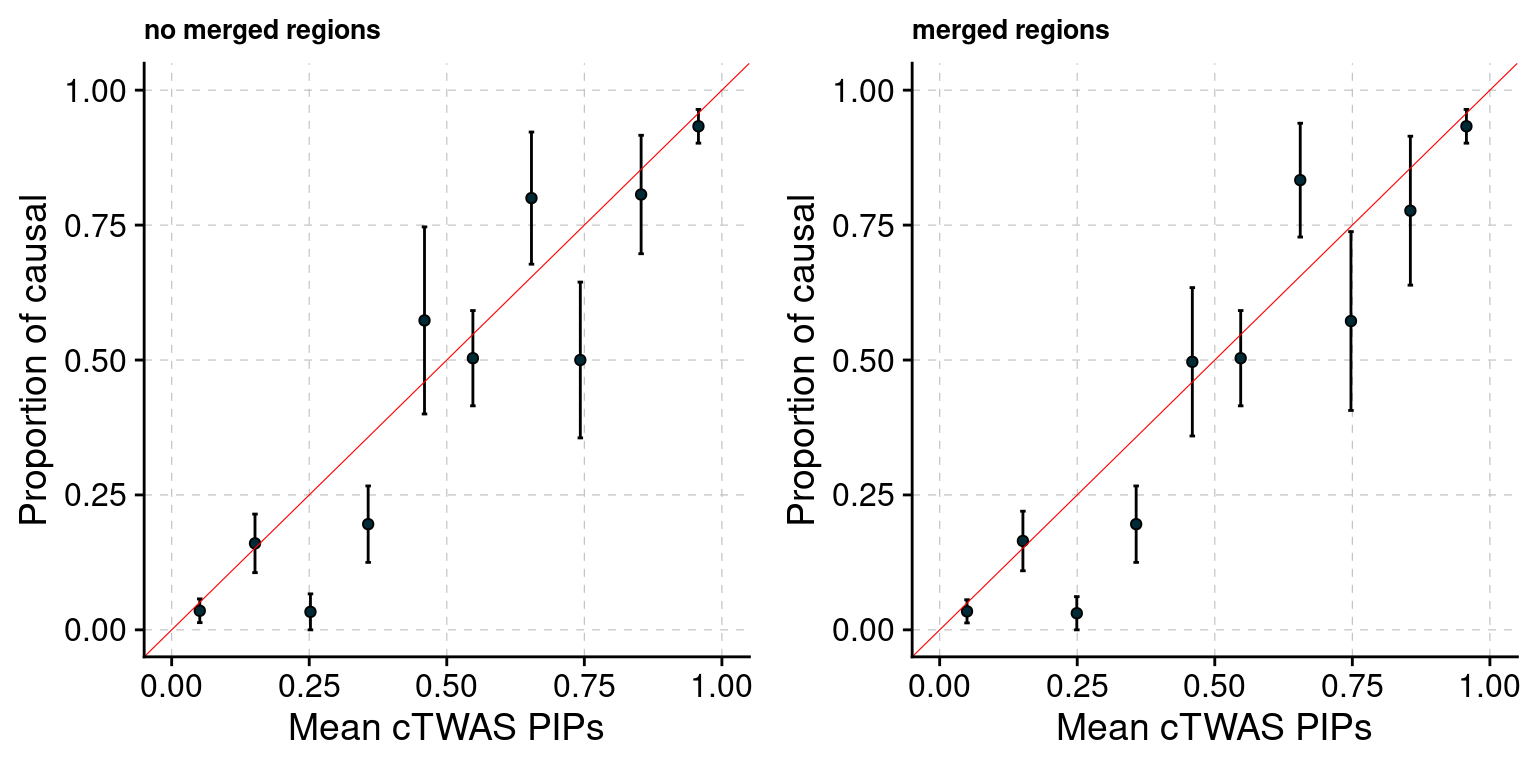 no merged regions
1.00
0.75
0.50
0.25
0.00
Proportion of causal
0.00 0.25 0.50 0.75 1.00
Mean cTWAS PIPs
merged regions
1.00
0.75
0.50
0.25
0.00
Proportion of causal
0.00 0.25 0.50 0.75 1.00
Mean cTWAS PIPs